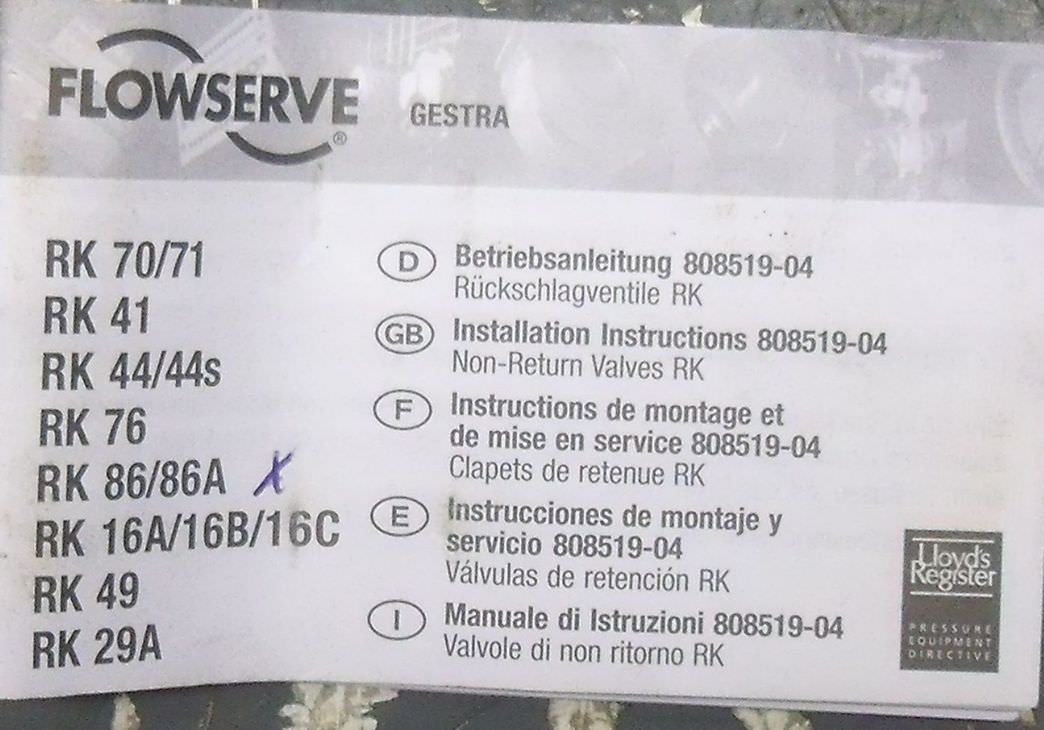 FLOWSERVE®
GESTRA
RK 70/71
RK 41
RK 44/44s
RK 76
RK 86/86A X
RK 16A/16B/16C
RK 49
RK 29A
D Betriebsanleitung 808519-04
Rückschlagventile RK
GB Installation Instructions 808519-04
Non-Return Valves RK
F Instructions de montage et
de mise en service 808519-04
Clapets de retenue RK
E Instrucciones de montaje y
servicio 808519-04
Válvulas de retención RK
I Manuale di Istruzioni 808519-04
Valvole di non ritorno RK
Lloyd's
Register
PRESSURE
EQUIPMENT
DIRECTIVE